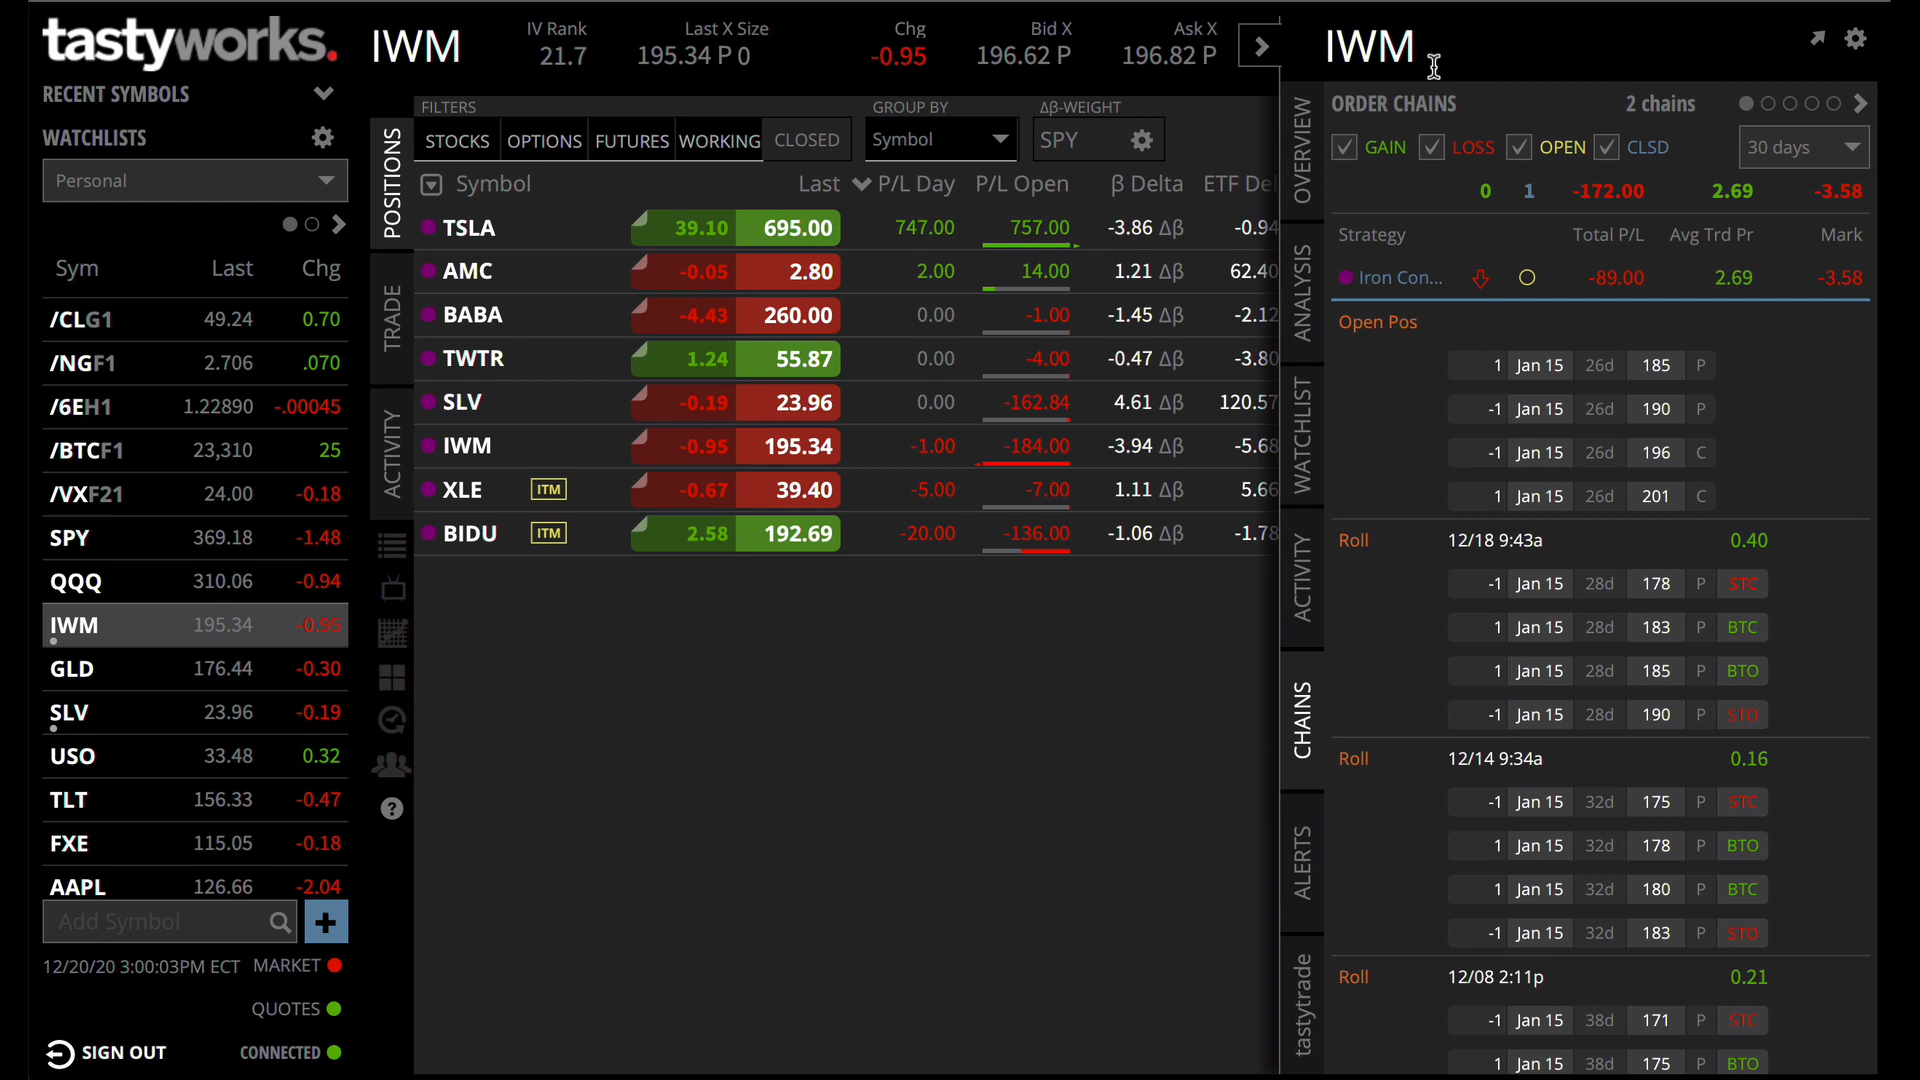 tastyworks.
RECENT SYMBOLS
WATCHLISTS
Personal
Sym Last Chg
/CLG1 49.24 0.70
/NGF1 2.706 .070
/6EH1 1.22890 -.00045
/BTCF1 23,310 25
/VXF21 24.00 -0.18
SPY 369.18 -1.48
QQQ 310.06 -0.94
IWM 195.34 -0.95
GLD 176.44 -0.30
SLV 23.96 -0.19
USO 33.48 0.32
TLT 156.33 -0.47
FXE 115.05 -0.18
AAPL 126.66 -2.04
Add Symbol
12/20/20 3:00:03PM ECT MARKET
QUOTES
SIGN OUT CONNECTED
IWM
IV Rank Last X Size Chg Bid X Ask X
21.7 195.34 P 0 -0.95 196.62 P 196.82 P
POSITIONS
TRADE
ACTIVITY
FILTERS GROUP BY Δβ-WEIGHT
STOCKS OPTIONS FUTURES WORKING CLOSED Symbol SPY
Symbol Last P/L Day P/L Open β Delta ETF Del
TSLA 39.10 695.00 747.00 757.00 -3.86 Δβ -0.94
AMC -0.05 2.80 2.00 14.00 1.21 Δβ 62.40
BABA -4.43 260.00 0.00 -1.00 -1.45 Δβ -2.12
TWTR 1.24 55.87 0.00 -4.00 -0.47 Δβ -3.80
SLV -0.19 23.96 0.00 -162.84 4.61 Δβ 120.57
IWM -0.95 195.34 -1.00 -184.00 -3.94 Δβ -5.68
XLE ITM -0.67 39.40 -5.00 -7.00 1.11 Δβ 5.66
BIDU ITM 2.58 192.69 -20.00 -136.00 -1.06 Δβ -1.78
OVERVIEW
ANALYSIS
WATCHLIST
ACTIVITY
CHAINS
ALERTS
tastytrade
IWM
ORDER CHAINS 2 chains
GAIN LOSS OPEN CLSD 30 days
0 1 -172.00 2.69 -3.58
Strategy Total P/L Avg Trd Pr Mark
Iron Con... -89.00 2.69 -3.58
Open Pos
1 Jan 15 26d 185 P
-1 Jan 15 26d 190 P
-1 Jan 15 26d 196 C
1 Jan 15 26d 201 C
Roll 12/18 9:43a 0.40
-1 Jan 15 28d 178 P STC
1 Jan 15 28d 183 P BTC
1 Jan 15 28d 185 P BTO
-1 Jan 15 28d 190 P STO
Roll 12/14 9:34a 0.16
-1 Jan 15 32d 175 P STC
1 Jan 15 32d 178 P BTO
1 Jan 15 32d 180 P BTC
-1 Jan 15 32d 183 P STO
Roll 12/08 2:11p 0.21
-1 Jan 15 38d 171 P STC
1 Jan 15 38d 175 P BTO